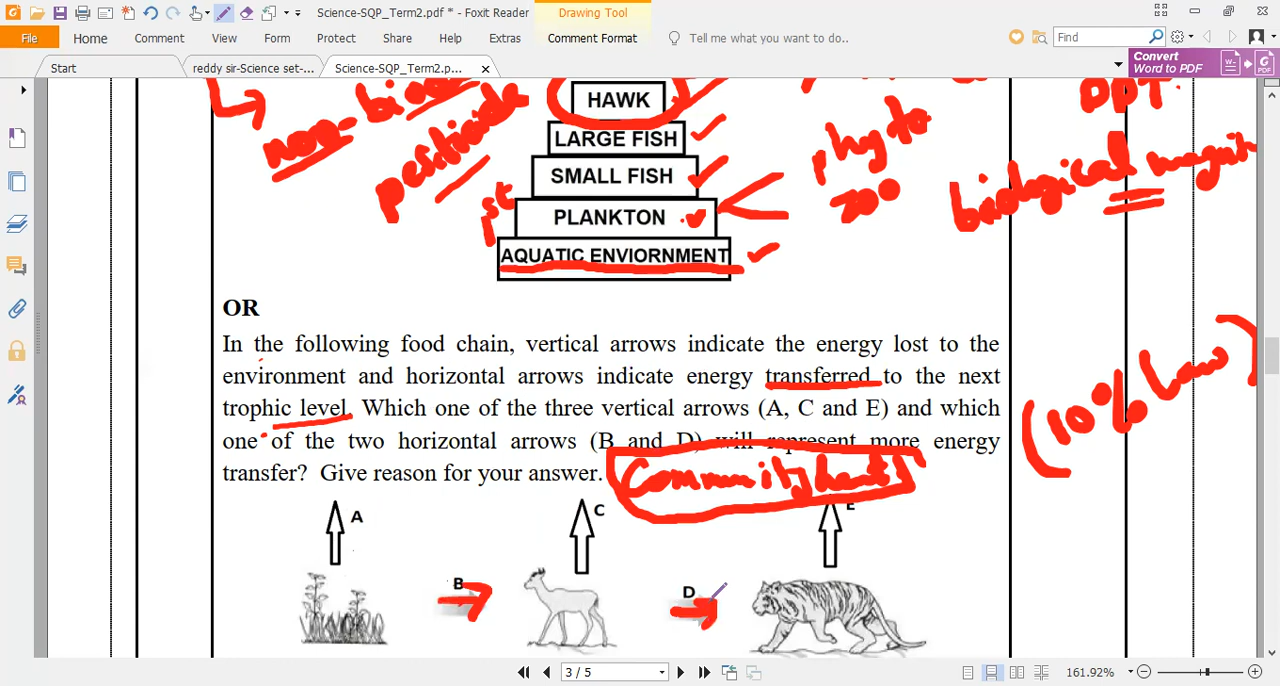 Science-SQP_Term2.pdf * - Foxit Reader
Drawing Tool
File Home Comment View Form Protect Share Help Extras Comment Format Tell me what you want to do.. Find
Start reddy sir-Science set-... Science-SQP_Term2.p...
Convert
Word to PDF
HAWK
LARGE FISH
SMALL FISH
PLANKTON
AQUATIC ENVIORNMENT
non-
pesticide
1st
phyto
zoo
DDT.
biological
OR
In the following food chain, vertical arrows indicate the energy lost to the
environment and horizontal arrows indicate energy transferred to the next
trophic level. Which one of the three vertical arrows (A, C and E) and which
one of the two horizontal arrows (B and D) will represent more energy
transfer? Give reason for your answer.
(10% Law)
A
C
E
B
D
3 / 5
161.92%